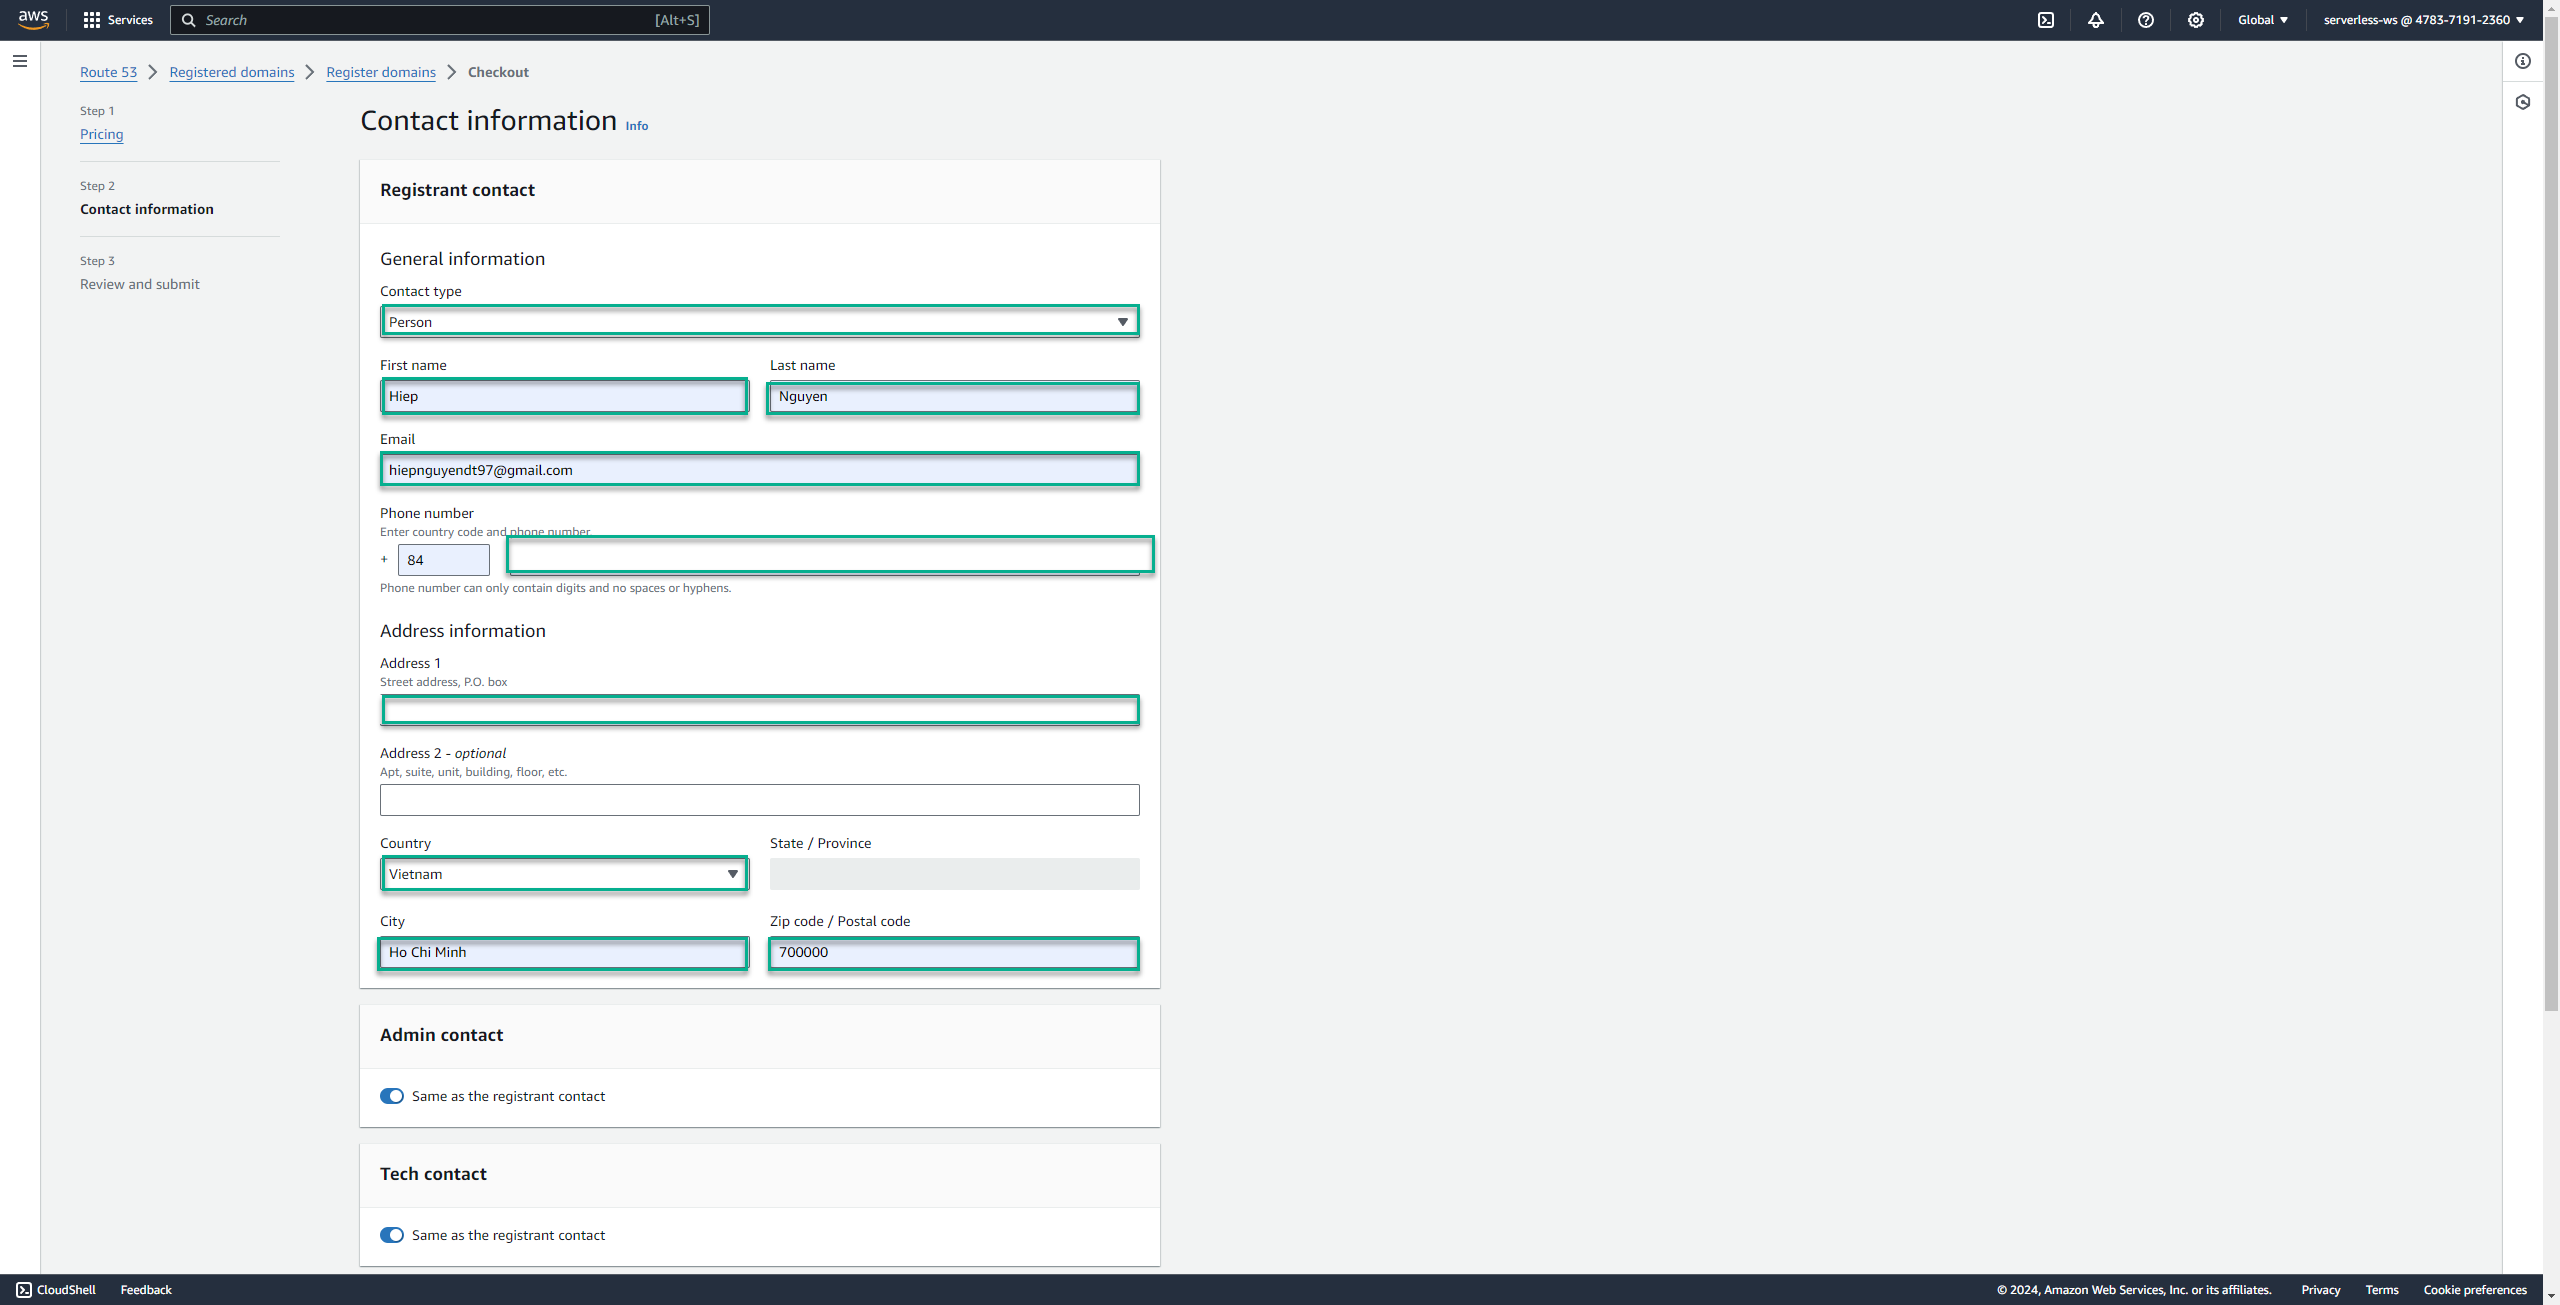 aws
Services
Search
[Alt+S]
Global
serverless-ws @ 4783-7191-2360
Route 53
Registered domains
Register domains
Checkout
Step 1
Pricing
Step 2
Contact information
Step 3
Review and submit
Contact information Info
Registrant contact
General information
Contact type
Person
First name
Last name
Hiep
Nguyen
Email
hiepnguyendt97@gmail.com
Phone number
Enter country code and phone number.
+ 84
Phone number can only contain digits and no spaces or hyphens.
Address information
Address 1
Street address, P.O. box
Address 2 - optional
Apt, suite, unit, building, floor, etc.
Country
State / Province
Vietnam
City
Zip code / Postal code
Ho Chi Minh
700000
Admin contact
Same as the registrant contact
Tech contact
Same as the registrant contact
CloudShell
Feedback
© 2024, Amazon Web Services, Inc. or its affiliates.
Privacy
Terms
Cookie preferences